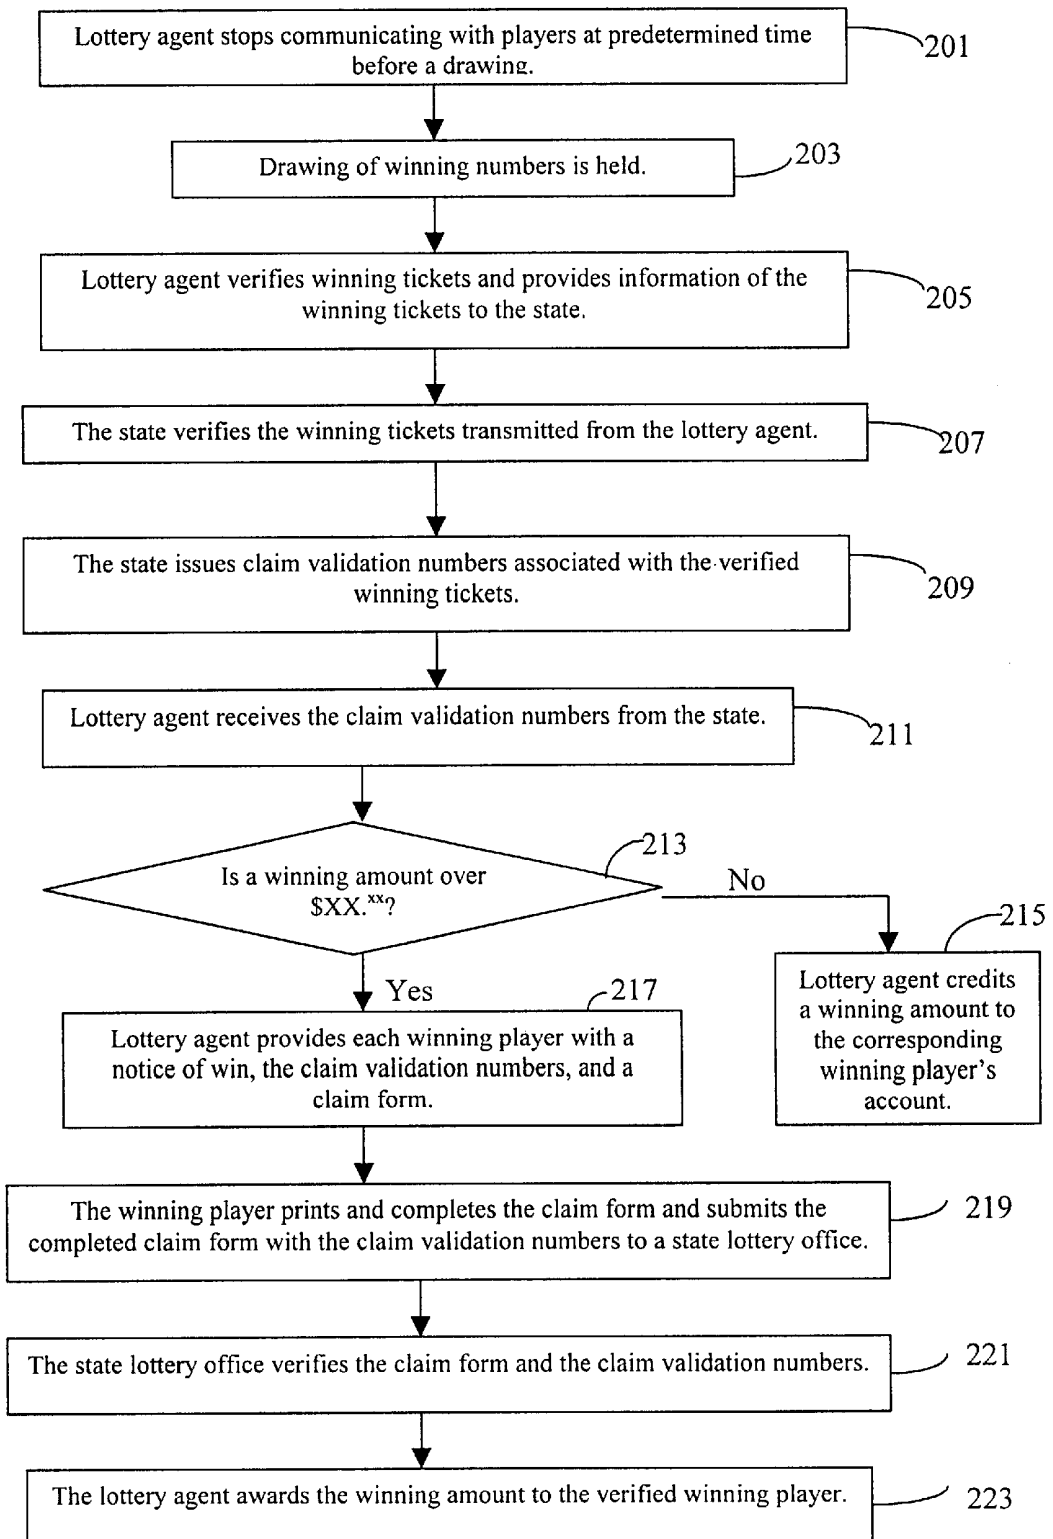 Lottery agent stops communicating with players at predetermined time
before a drawing.
201
Drawing of winning numbers is held.
203
Lottery agent verifies winning tickets and provides information of the
winning tickets to the state.
205
The state verifies the winning tickets transmitted from the lottery agent.
207
The state issues claim validation numbers associated with the verified
winning tickets.
209
Lottery agent receives the claim validation numbers from the state.
211
Is a winning amount over
$XX.xx?
213
No
215
Lottery agent credits
a winning amount to
the corresponding
winning player's
account.
Yes
217
Lottery agent provides each winning player with a
notice of win, the claim validation numbers, and a
claim form.
The winning player prints and completes the claim form and submits the
completed claim form with the claim validation numbers to a state lottery office.
219
The state lottery office verifies the claim form and the claim validation numbers.
221
The lottery agent awards the winning amount to the verified winning player.
223